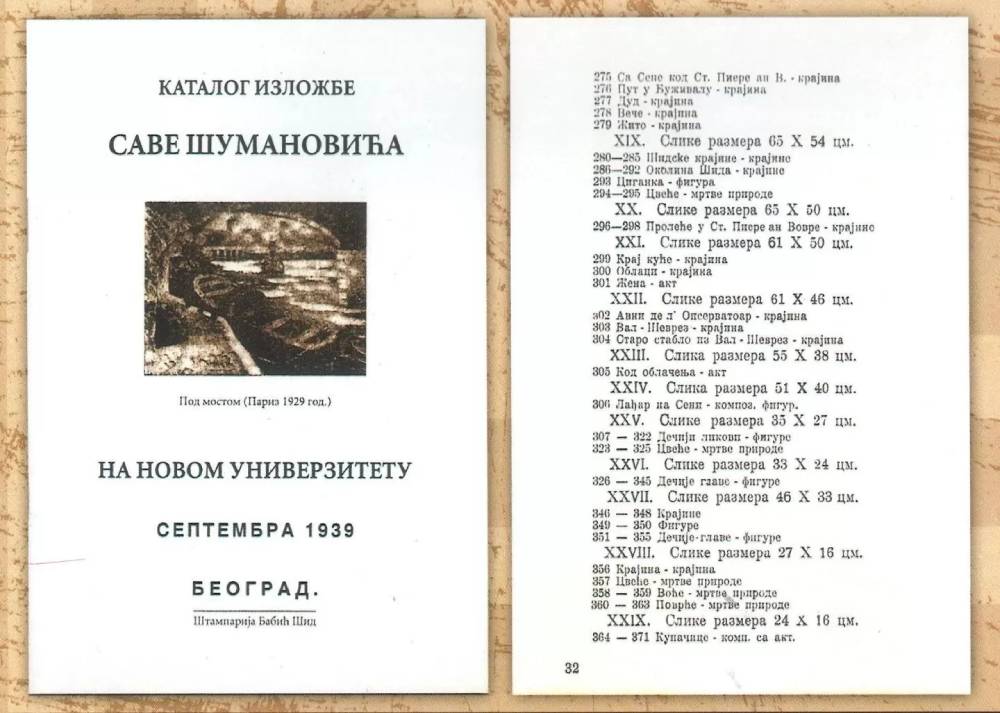 КАТАЛОГ ИЗЛОЖБЕ
САВЕ ШУМАНОВИЋА
Под мостом (Париз 1929 год.)
НА НОВОМ УНИВЕРЗИТЕТУ
СЕПТЕМБРА 1939
БЕОГРАД.
Штампарија Бабић Шид
275 Са Сене код Ст. Пиере ан В. - крајина
276 Пут у Буживалу - крајина
277 Дуд - крајина
278 Вече - крајина
279 Жито - крајина
XIX. Слике размера 65 X 54 цм.
280—285 Шидске крајине - крајине
286—292 Околина Шида - крајине
293 Циганка - фигура
294—295 Цвеће - мртве природе
XX. Слике размера 65 X 50 цм.
296—298 Пролеће у Ст. Пиере ан Вовре - крајине
XXI. Слике размера 61 X 50 цм.
299 Крај куће - крајина
300 Облаци - крајина
301 Жена - акт
XXII. Слике размера 61 X 46 цм.
302 Авни де л' Опсерватоар - крајина
303 Вал - Шеврез - крајина
304 Старо стабло из Вал - Шеврез - крајина
XXIII. Слика размера 55 X 38 цм.
305 Код облачења - акт
XXIV. Слика размера 51 X 40 цм.
306 Лађар на Сени - композ. фигур.
XXV. Слике размера 35 X 27 цм.
307 — 322 Дечији ликови - фигуре
323 — 325 Цвеће - мртве природе
XXVI. Слике размера 33 X 24 цм.
326 — 345 Дечије главе - фигуре
XXVII. Слике размера 46 X 33 цм.
346 — 348 Крајине
349 — 350 Фигуре
351 — 355 Дечије-главе - фигуре
XXVIII. Слике размера 27 X 16 цм.
356 Крајина - крајина
357 Цвеће - мртве природе
358 — 359 Воће - мртве природе
360 — 363 Поврће - мртве природе
XXIX. Слике размера 24 X 16 цм.
364 — 371 Купачице - комп. са акт.
32